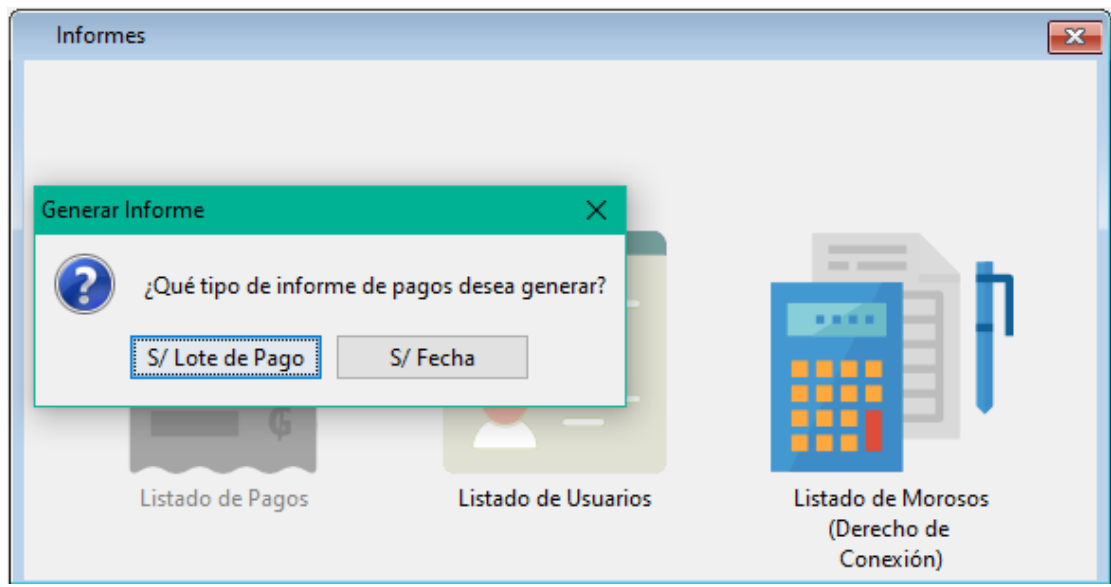 Informes
Generar Informe
¿Qué tipo de informe de pagos desea generar?
S/ Lote de Pago
S/ Fecha
₲
Listado de Pagos
Listado de Usuarios
Listado de Morosos
(Derecho de
Conexión)